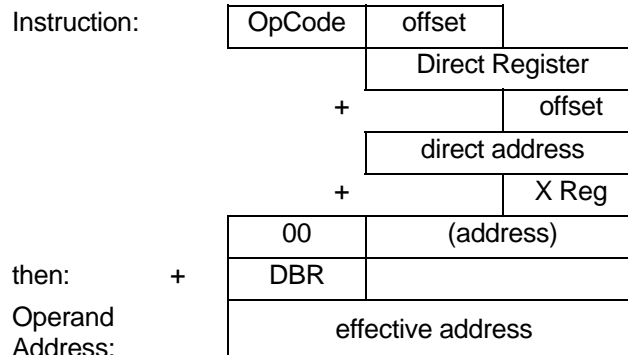 Instruction: OpCode offset
Direct Register
+ offset
direct address
+ X Reg
00 (address)
then: + DBR
Operand
Address: effective address